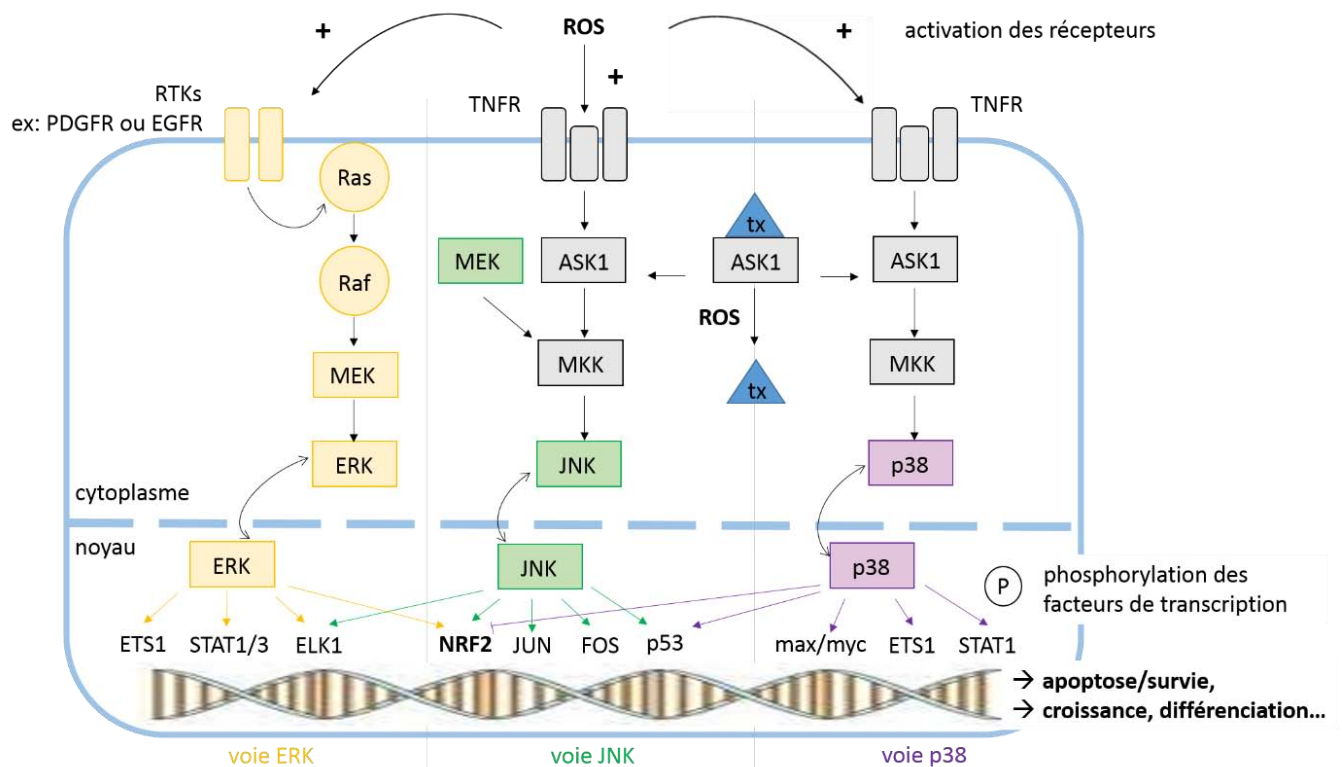 +
ROS
+
activation des récepteurs
+
RTKs
ex: PDGFR ou EGFR
TNFR
TNFR
Ras
tx
MEK
ASK1
ASK1
ASK1
Raf
ROS
MEK
MKK
tx
MKK
ERK
JNK
p38
cytoplasme
noyau
ERK
JNK
p38
P
phosphorylation des
facteurs de transcription
ETS1
STAT1/3
ELK1
NRF2
JUN
FOS
p53
max/myc
ETS1
STAT1
→ apoptose/survie,
→ croissance, différenciation...
voie ERK
voie JNK
voie p38